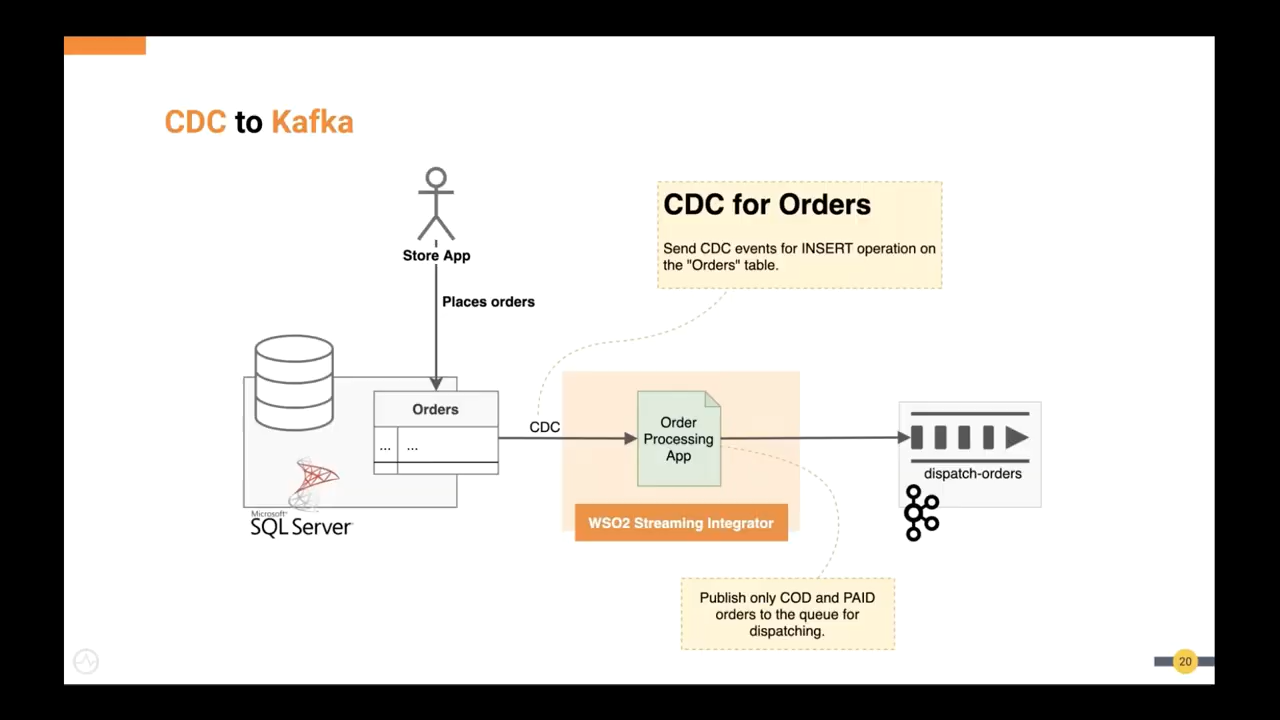 CDC to Kafka
Store App
Places orders
CDC for Orders
Send CDC events for INSERT operation on
the "Orders" table.
Orders
... ...
CDC
Order
Processing
App
dispatch-orders
Microsoft
SQL Server
WSO2 Streaming Integrator
Publish only COD and PAID
orders to the queue for
dispatching.
20